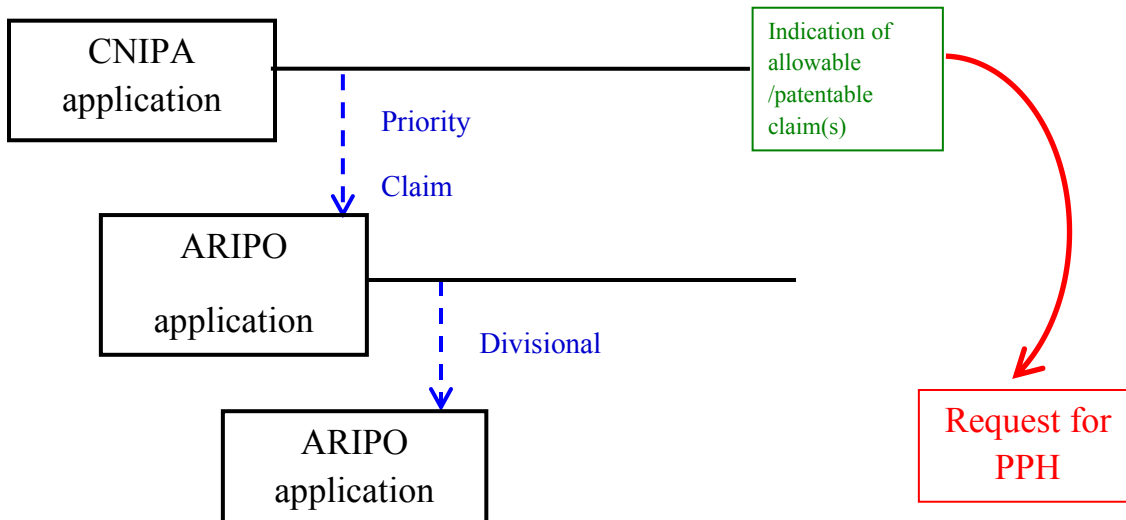 CNIPA
application
Indication of
allowable
/patentable
claim(s)
Priority
Claim
ARIPO
application
Divisional
ARIPO
application
Request for
PPH